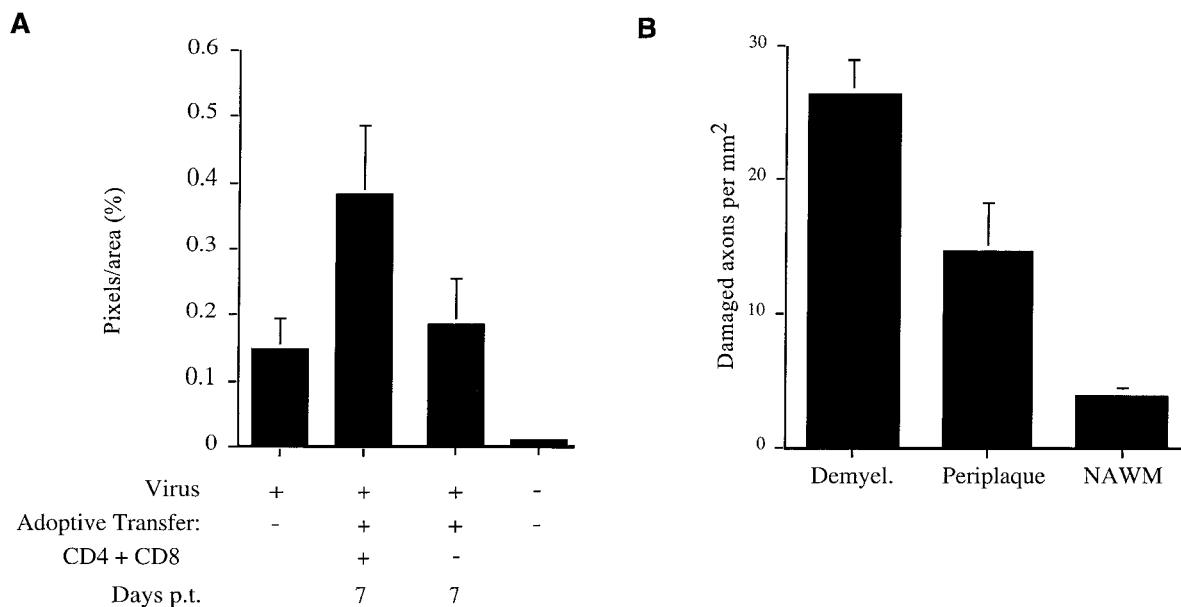 A
0.6
0.5
0.4
0.3
0.2
0.1
0
Pixels/area (%)
Virus + + + -
Adoptive Transfer: - + + -
CD4 + CD8 + -
Days p.t. 7 7
B
30
20
10
0
Damaged axons per mm2
Demyel. Periplaque NAWM